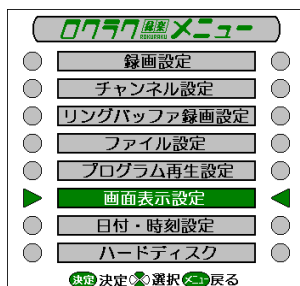 ロクラク 録楽 ROKURAKU メニュー
録画設定
チャンネル設定
リングバッファ録画設定
ファイル設定
プログラム再生設定
画面表示設定
日付・時刻設定
ハードディスク
決定 決定 選択 メニュー 戻る